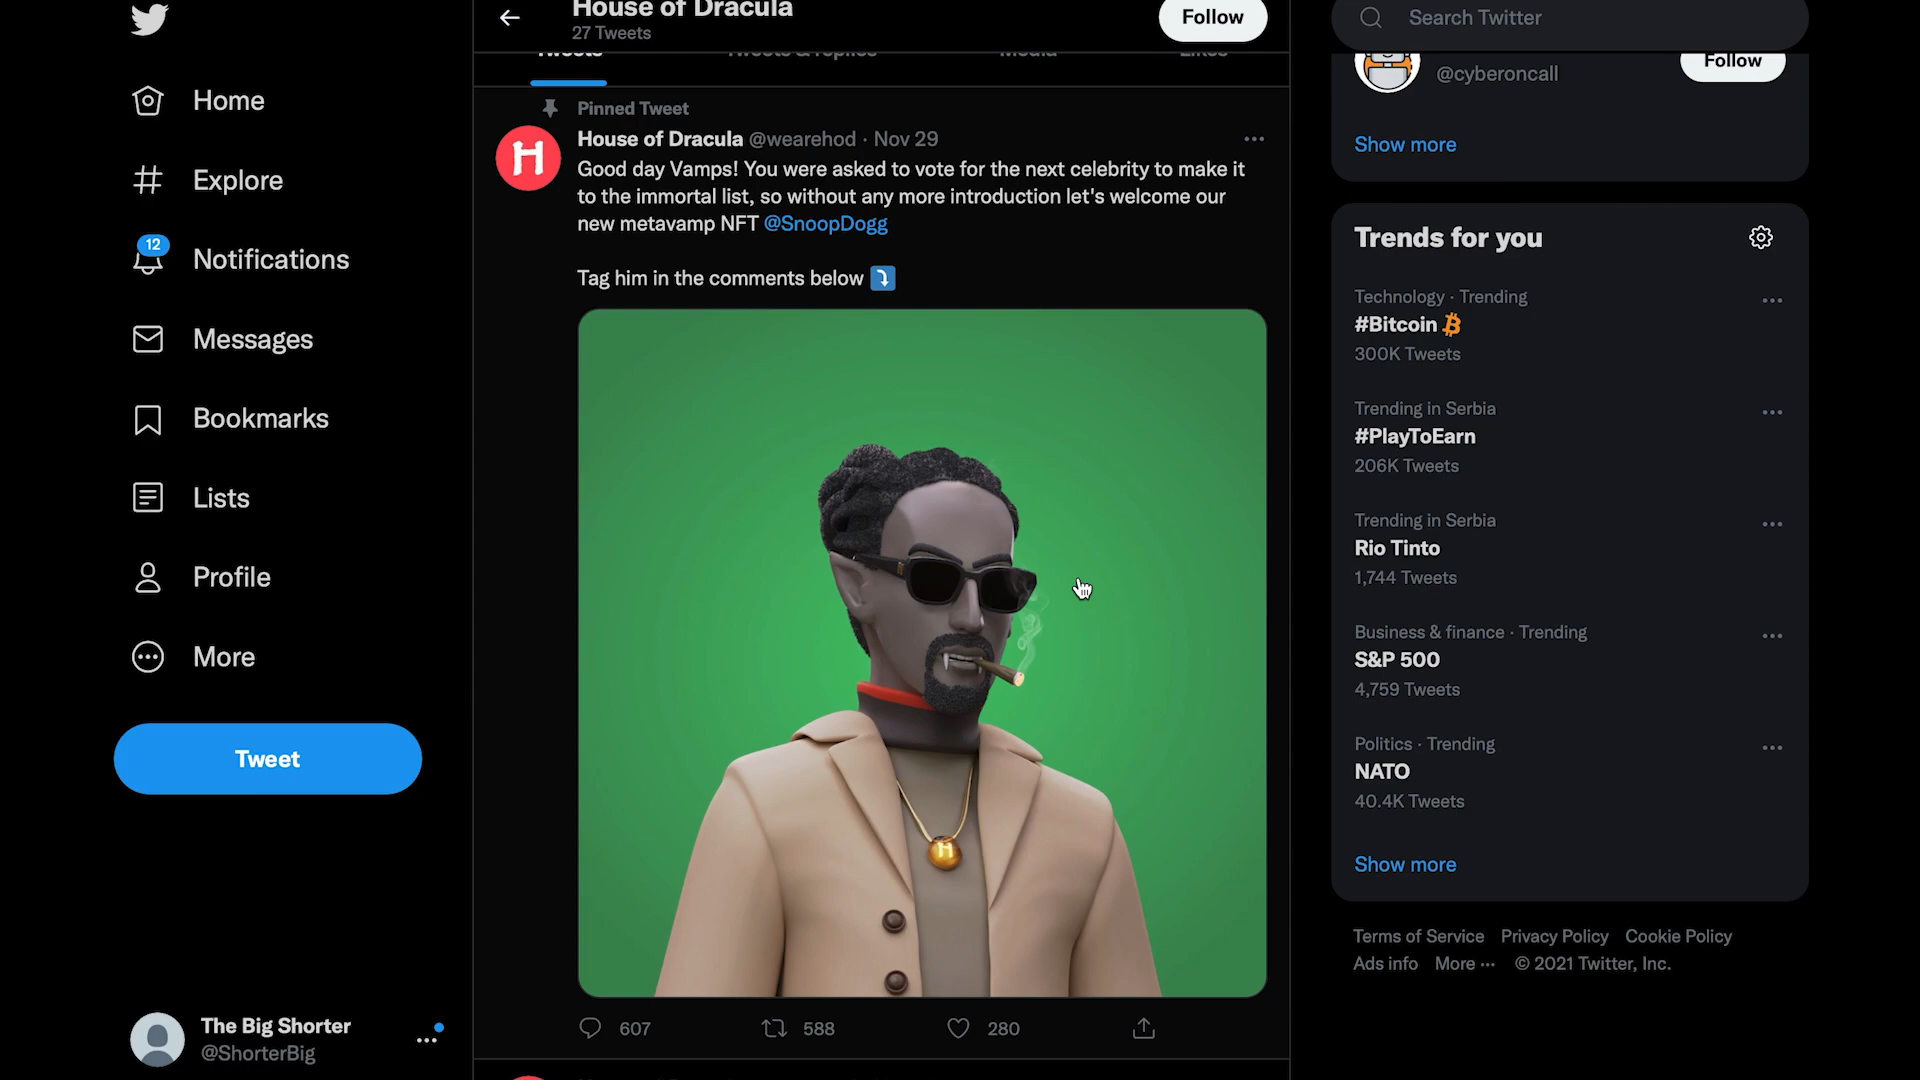 Home
Explore
12
Notifications
Messages
Bookmarks
Lists
Profile
More
Tweet
The Big Shorter
@ShorterBig
House of Dracula
27 Tweets
Follow
Tweets
Tweets & replies
Media
Likes
Pinned Tweet
House of Dracula @wearehod · Nov 29
Good day Vamps! You were asked to vote for the next celebrity to make it
to the immortal list, so without any more introduction let's welcome our
new metavamp NFT @SnoopDogg
Tag him in the comments below ⤵️
H
H
607
588
280
Search Twitter
@cyberoncall
Follow
Show more
Trends for you
Technology · Trending
#Bitcoin
300K Tweets
Trending in Serbia
#PlayToEarn
206K Tweets
Trending in Serbia
Rio Tinto
1,744 Tweets
Business & finance · Trending
S&P 500
4,759 Tweets
Politics · Trending
NATO
40.4K Tweets
Show more
Terms of Service Privacy Policy Cookie Policy
Ads info More ··· © 2021 Twitter, Inc.